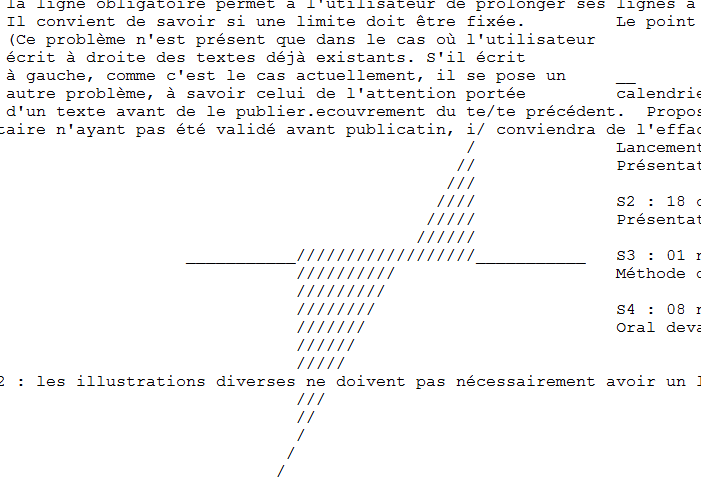 la ligne obligatoire permet à l'utilisateur de prolonger ses lignes à
Il convient de savoir si une limite doit être fixée. Le point
(Ce problème n'est présent que dans le cas où l'utilisateur
écrit à droite des textes déjà existants. S'il écrit
à gauche, comme c'est le cas actuellement, il se pose un __
autre problème, à savoir celui de l'attention portée calendrie
d'un texte avant de le publier.ecouvrement du te/te précédent. Propos
taire n'ayant pas été validé avant publicatin, i/ conviendra de l'effac
/ Lancement
// Présentat
///
//// S2 : 18
///// Présentat
//////
___________//////////////////___________ S3 : 01
////////// Méthode
/////////
//////// S4 : 08
/////// Oral deva
//////
/////
2 : les illustrations diverses ne doivent pas nécessairement avoir un l
///
//
/
/
/